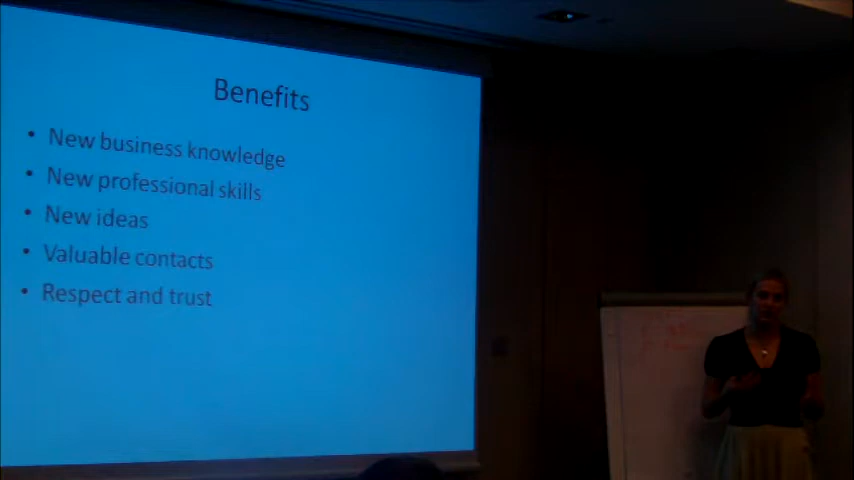 Benefits
• New business knowledge
• New professional skills
• New ideas
• Valuable contacts
• Respect and trust